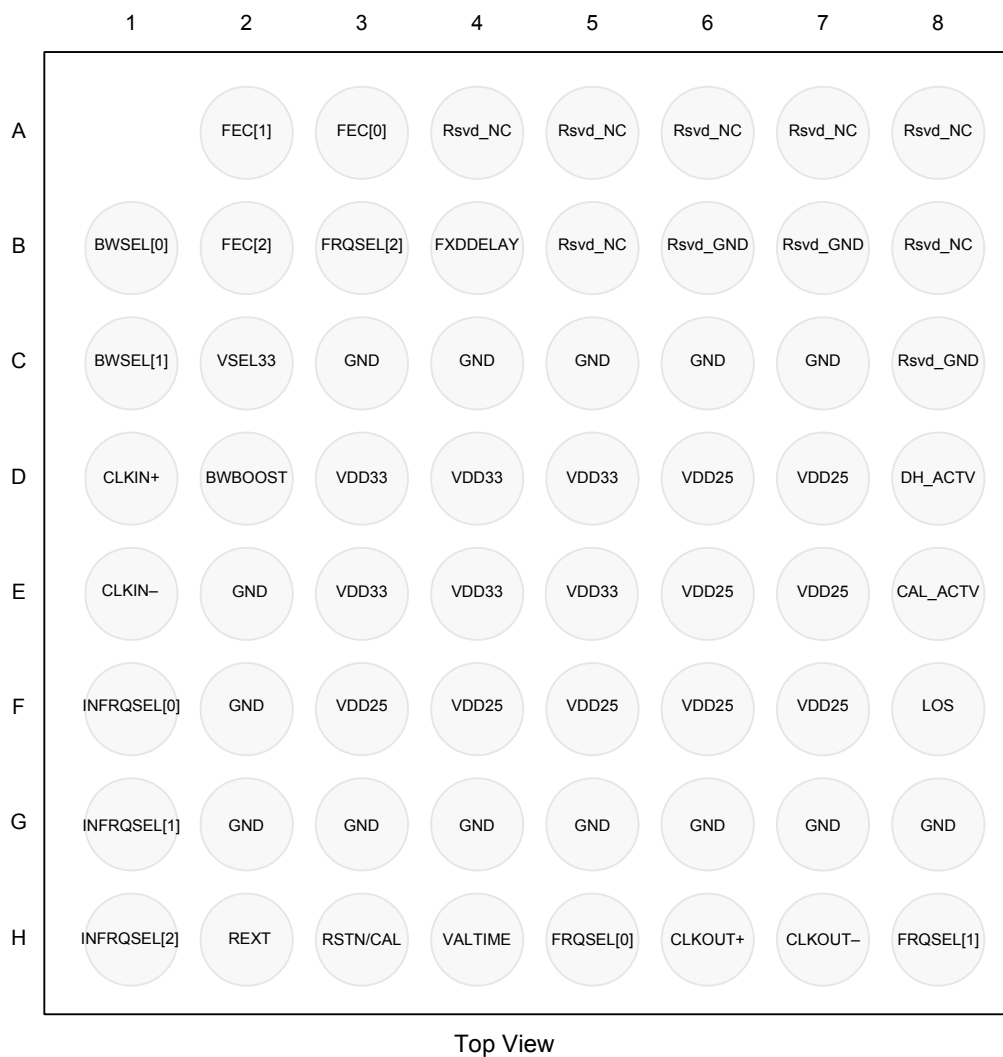 1 2 3 4 5 6 7 8
A FEC[1] FEC[0] Rsvd_NC Rsvd_NC Rsvd_NC Rsvd_NC Rsvd_NC
B BWSEL[0] FEC[2] FRQSEL[2] FXDDELAY Rsvd_NC Rsvd_GND Rsvd_GND Rsvd_NC
C BWSEL[1] VSEL33 GND GND GND GND GND Rsvd_GND
D CLKIN+ BWBOOST VDD33 VDD33 VDD33 VDD25 VDD25 DH_ACTV
E CLKIN– GND VDD33 VDD33 VDD33 VDD25 VDD25 CAL_ACTV
F INFRQSEL[0] GND VDD25 VDD25 VDD25 VDD25 VDD25 LOS
G INFRQSEL[1] GND GND GND GND GND GND GND
H INFRQSEL[2] REXT RSTN/CAL VALTIME FRQSEL[0] CLKOUT+ CLKOUT– FRQSEL[1]
Top View